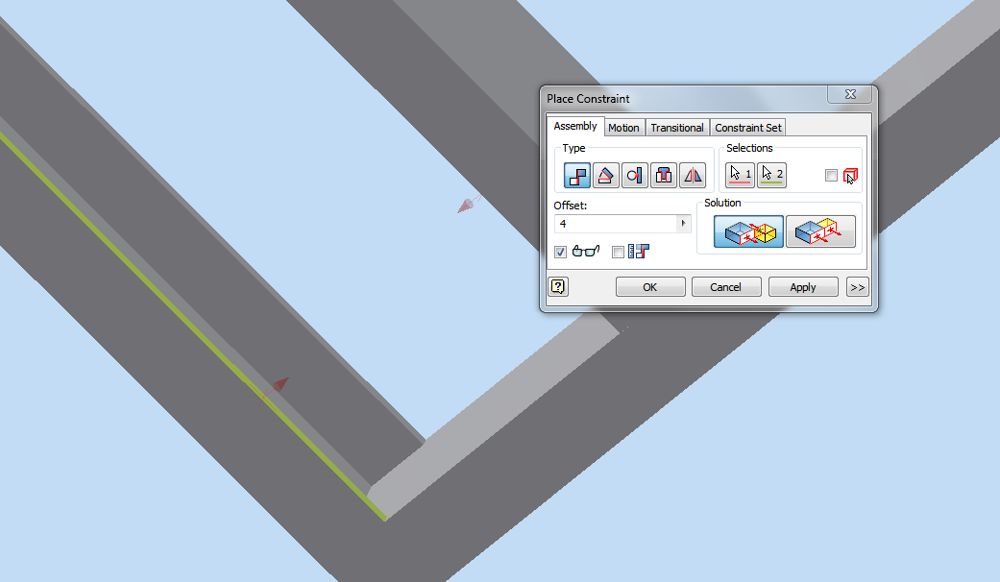 Place Constraint
Assembly Motion Transitional Constraint Set
Type Selections
1 2
Offset: Solution
4
? OK Cancel Apply >>